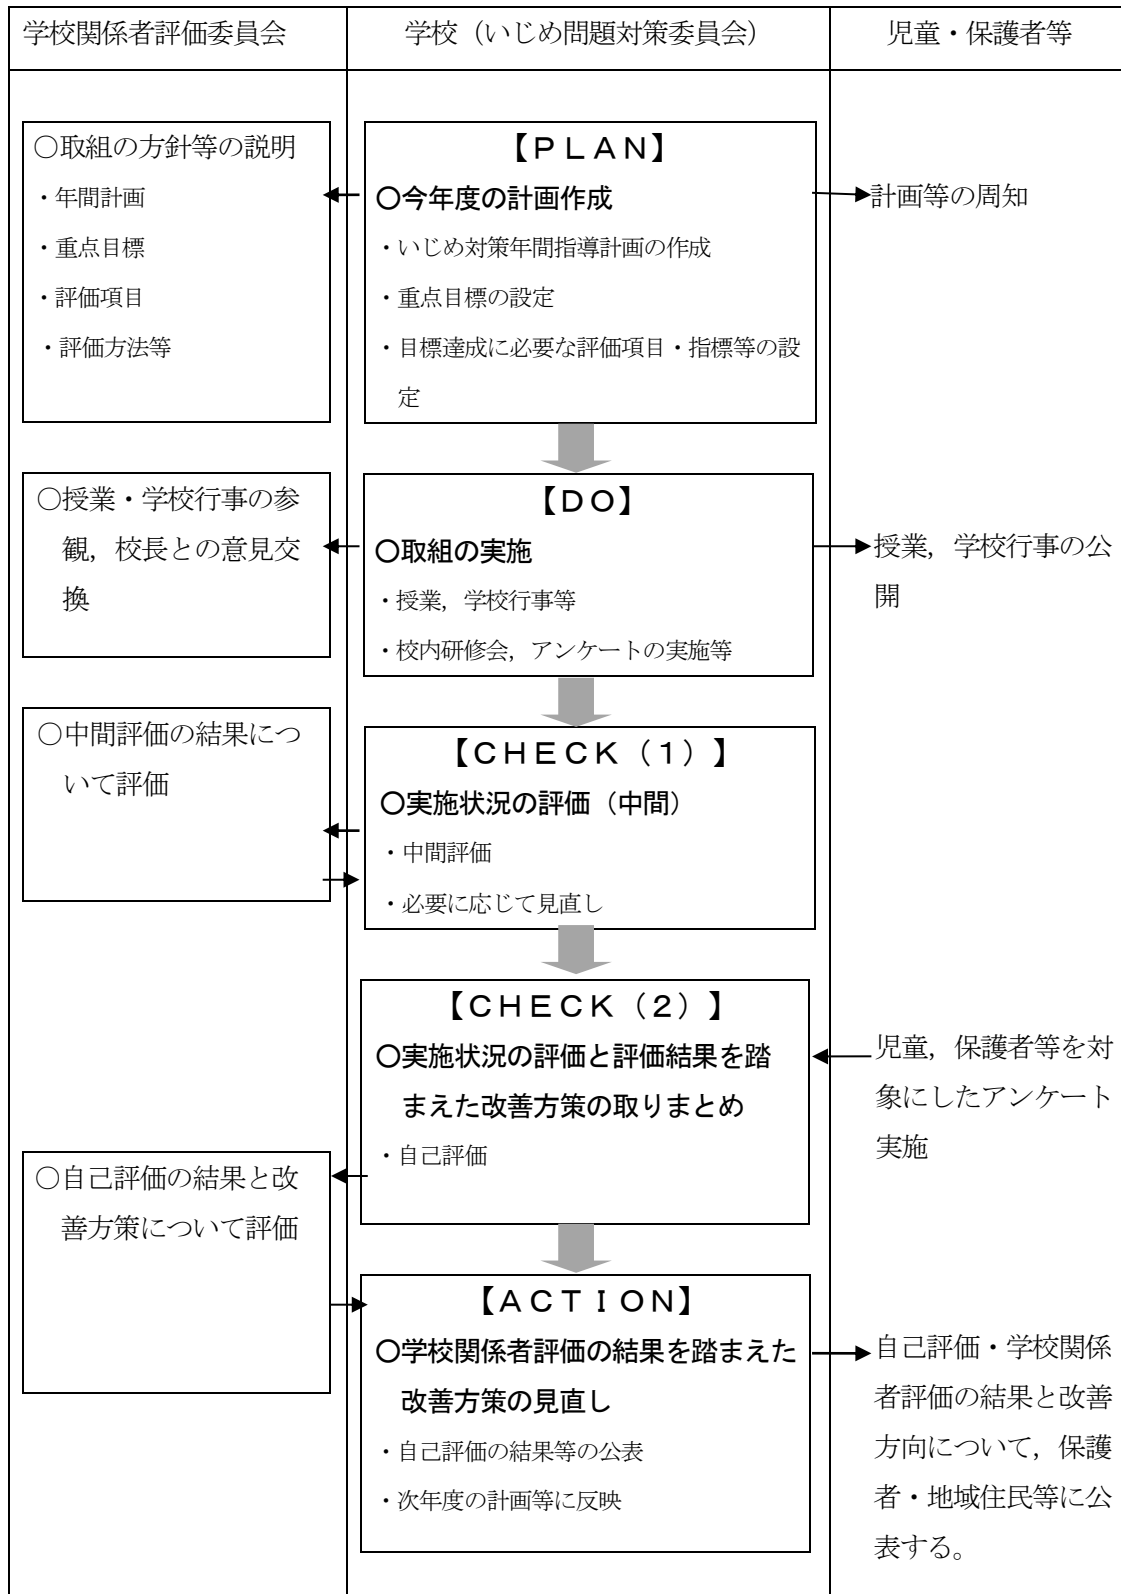 学校関係者評価委員会
学校（いじめ問題対策委員会）
児童・保護者等
○取組の方針等の説明
・年間計画
・重点目標
・評価項目
・評価方法等
【ＰＬＡＮ】
○今年度の計画作成
・いじめ対策年間指導計画の作成
・重点目標の設定
・目標達成に必要な評価項目・指標等の設
定
計画等の周知
○授業・学校行事の参
観，校長との意見交
換
【ＤＯ】
○取組の実施
・授業，学校行事等
・校内研修会，アンケートの実施等
授業，学校行事の公
開
○中間評価の結果につ
いて評価
【ＣＨＥＣＫ（１）】
○実施状況の評価（中間）
・中間評価
・必要に応じて見直し
【ＣＨＥＣＫ（２）】
○実施状況の評価と評価結果を踏
まえた改善方策の取りまとめ
・自己評価
児童，保護者等を対
象にしたアンケート
実施
○自己評価の結果と改
善方策について評価
【ＡＣＴＩＯＮ】
○学校関係者評価の結果を踏まえた
改善方策の見直し
・自己評価の結果等の公表
・次年度の計画等に反映
自己評価・学校関係
者評価の結果と改善
方向について，保護
者・地域住民等に公
表する。